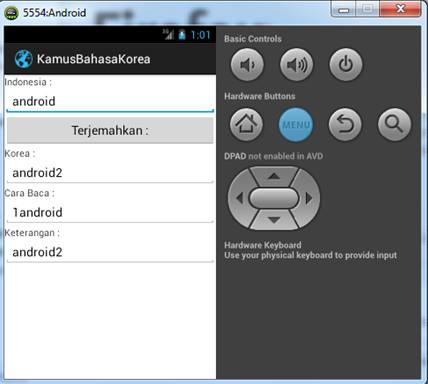 5554:Android
3G 1:01
KamusBahasaKorea
Indonesia :
android
Terjemahkan :
Korea :
android2
Cara Baca :
1android
Keterangan :
android2
Basic Controls
Hardware Buttons
MENU
DPAD not enabled in AVD
Hardware Keyboard
Use your physical keyboard to provide input